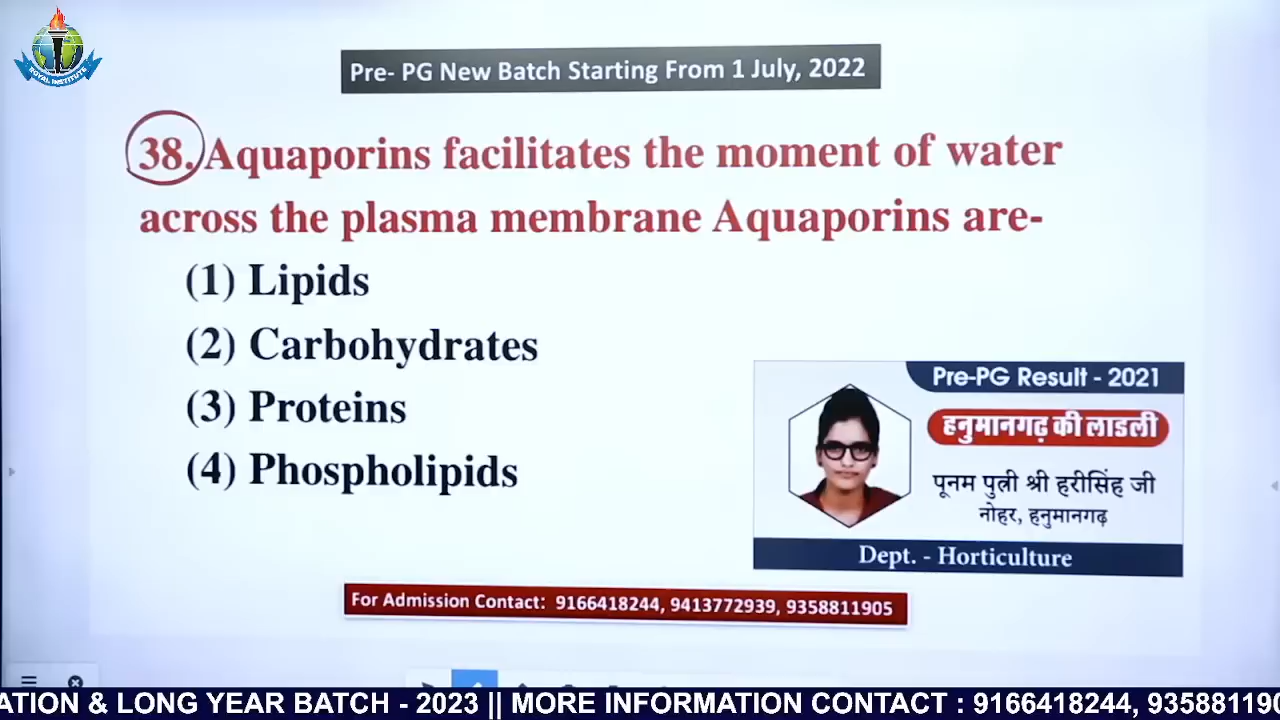 ROYAL INSTITUTE
Pre- PG New Batch Starting From 1 July, 2022
38. Aquaporins facilitates the moment of water
across the plasma membrane Aquaporins are-
(1) Lipids
(2) Carbohydrates
(3) Proteins
(4) Phospholipids
Pre-PG Result - 2021
हनुमानगढ़ की लाडली
पूनम पुत्री श्री हरीसिंह जी
नोहर, हनुमानगढ़
Dept. - Horticulture
For Admission Contact: 9166418244, 9413772939, 9358811905
ATION & LONG YEAR BATCH - 2023 || MORE INFORMATION CONTACT : 9166418244, 935881190